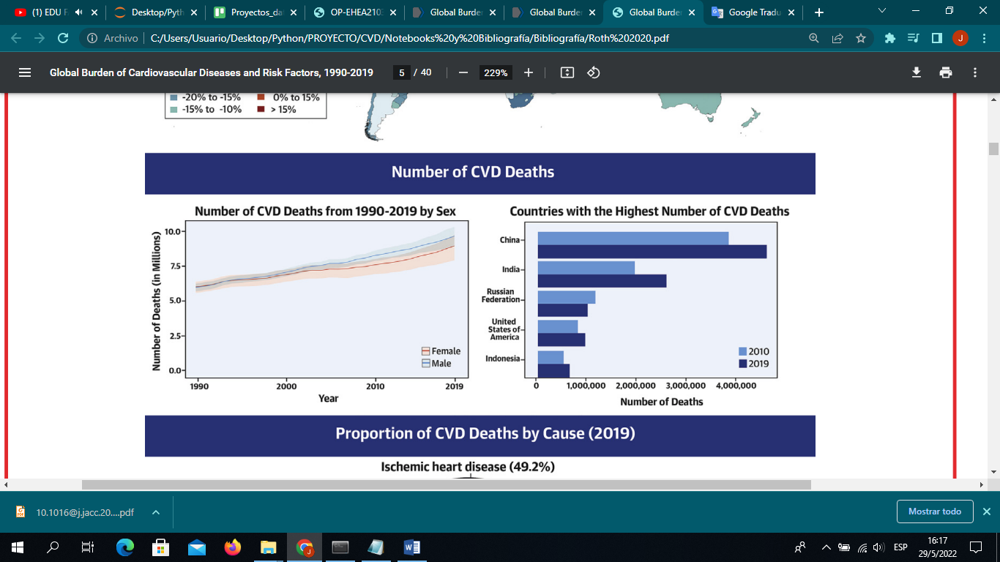 (1) EDU F
Desktop/Pyth
Proyectos_da
OP-EHEA2103
Global Burde
Global Burde
Global Burde
Google Tradu
Archivo | C:/Users/Usuario/Desktop/Python/PROYECTO/CVD/Notebooks%20y%20Bibliografía/Bibliografía/Roth%202020.pdf
J
Global Burden of Cardiovascular Diseases and Risk Factors, 1990-2019
5 / 40
229%
-20% to -15% 0% to 15%
-15% to -10% > 15%
Number of CVD Deaths
Number of CVD Deaths from 1990-2019 by Sex
Number of Deaths (in Millions)
10.0
7.5
5.0
2.5
0.0
Female
Male
1990 2000 2010 2019
Year
Countries with the Highest Number of CVD Deaths
China
India
Russian
Federation
United
States of
America
Indonesia
2010
2019
0 1,000,000 2,000,000 3,000,000 4,000,000
Number of Deaths
Proportion of CVD Deaths by Cause (2019)
Ischemic heart disease (49.2%)
10.1016@j.jacc.20....pdf
Mostrar todo
ESP
16:17
29/5/2022